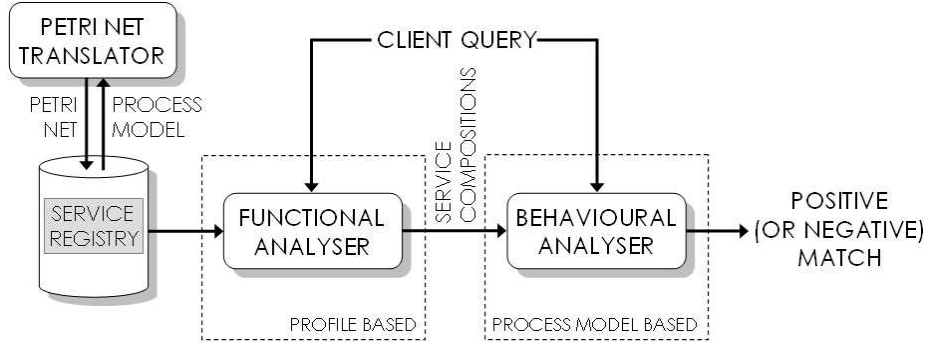 PETRI NET
TRANSLATOR
CLIENT QUERY
PETRI
NET
PROCESS
MODEL
SERVICE
REGISTRY
FUNCTIONAL
ANALYSER
PROFILE BASED
SERVICE
COMPOSITIONS
BEHAVIOURAL
ANALYSER
PROCESS MODEL BASED
POSITIVE
(OR NEGATIVE)
MATCH